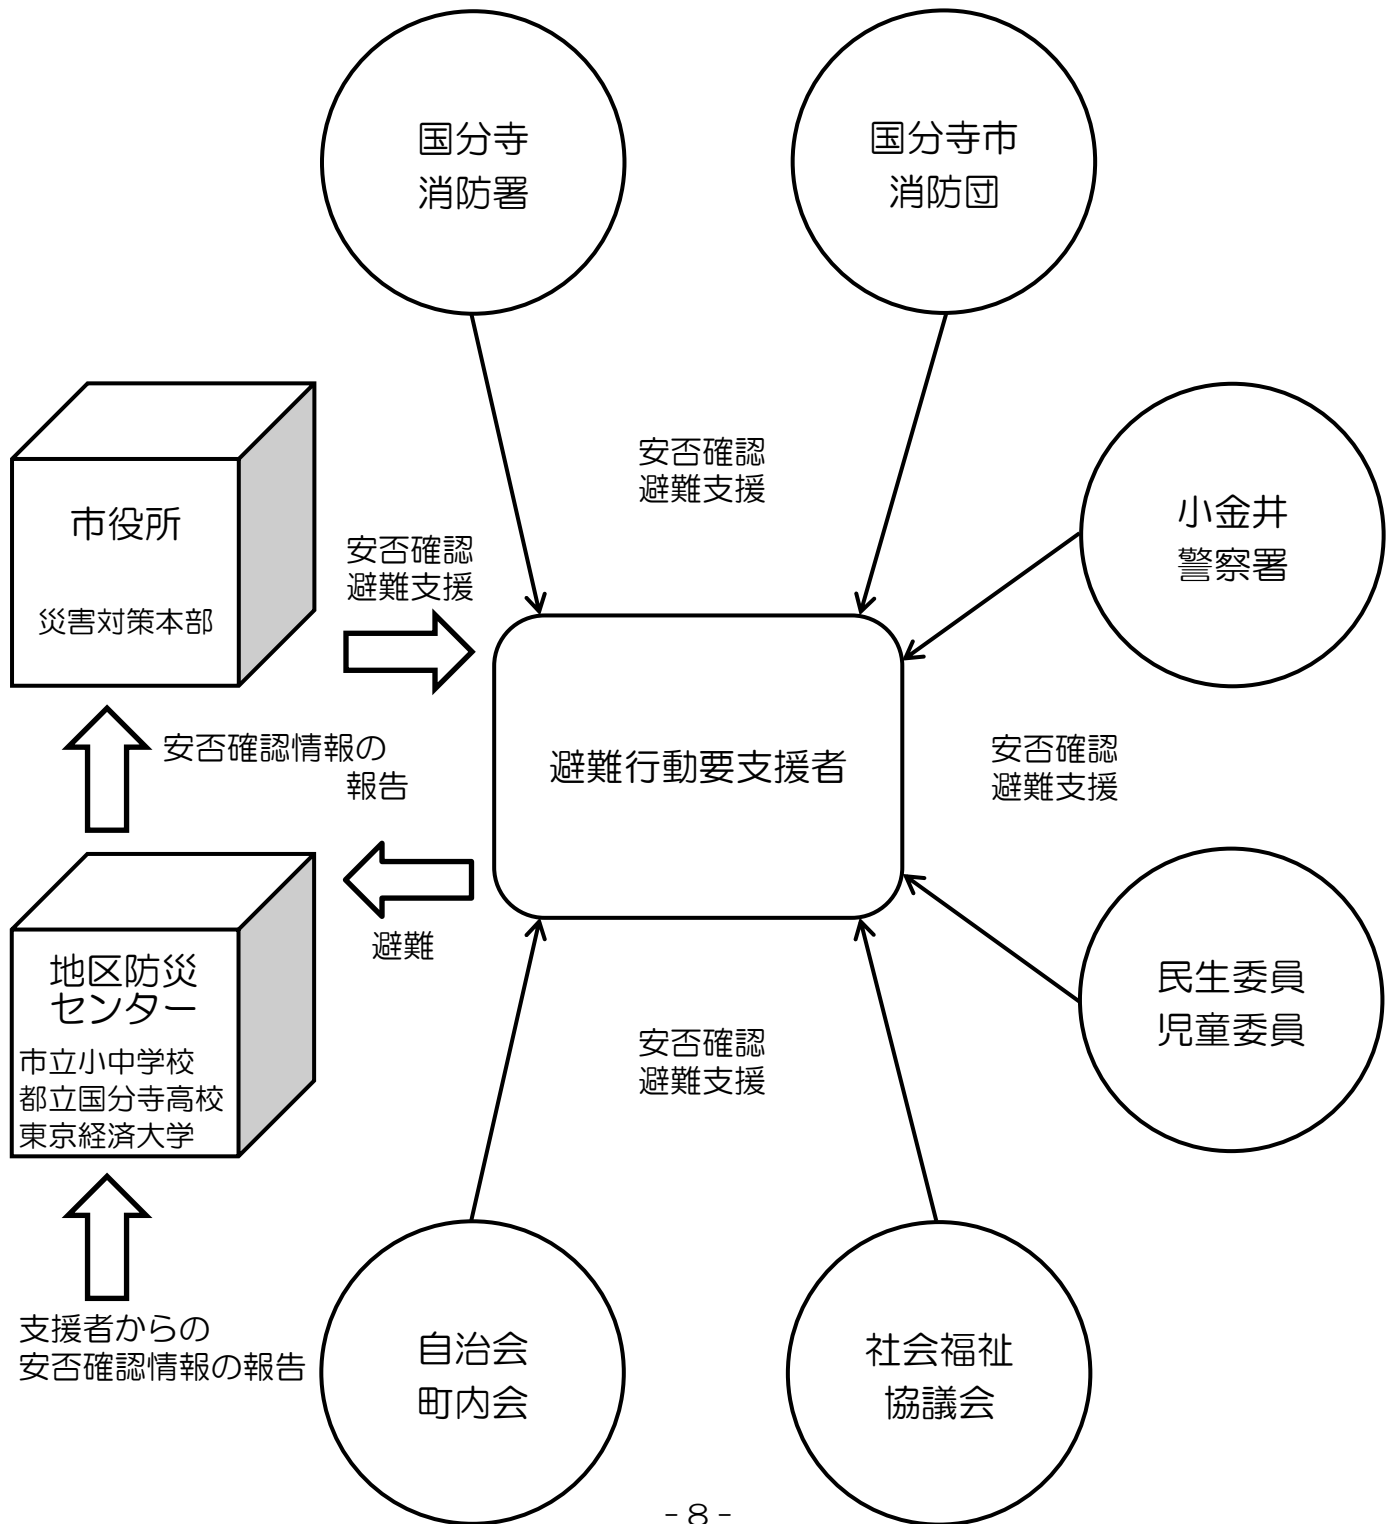 国分寺
消防署
国分寺市
消防団
安否確認
避難支援
小金井
警察署
市役所
災害対策本部
安否確認
避難支援
安否確認情報の
報告
避難行動要支援者
安否確認
避難支援
避難
地区防災
センター
市立小中学校
都立国分寺高校
東京経済大学
安否確認
避難支援
民生委員
児童委員
支援者からの
安否確認情報の報告
自治会
町内会
社会福祉
協議会
-８-